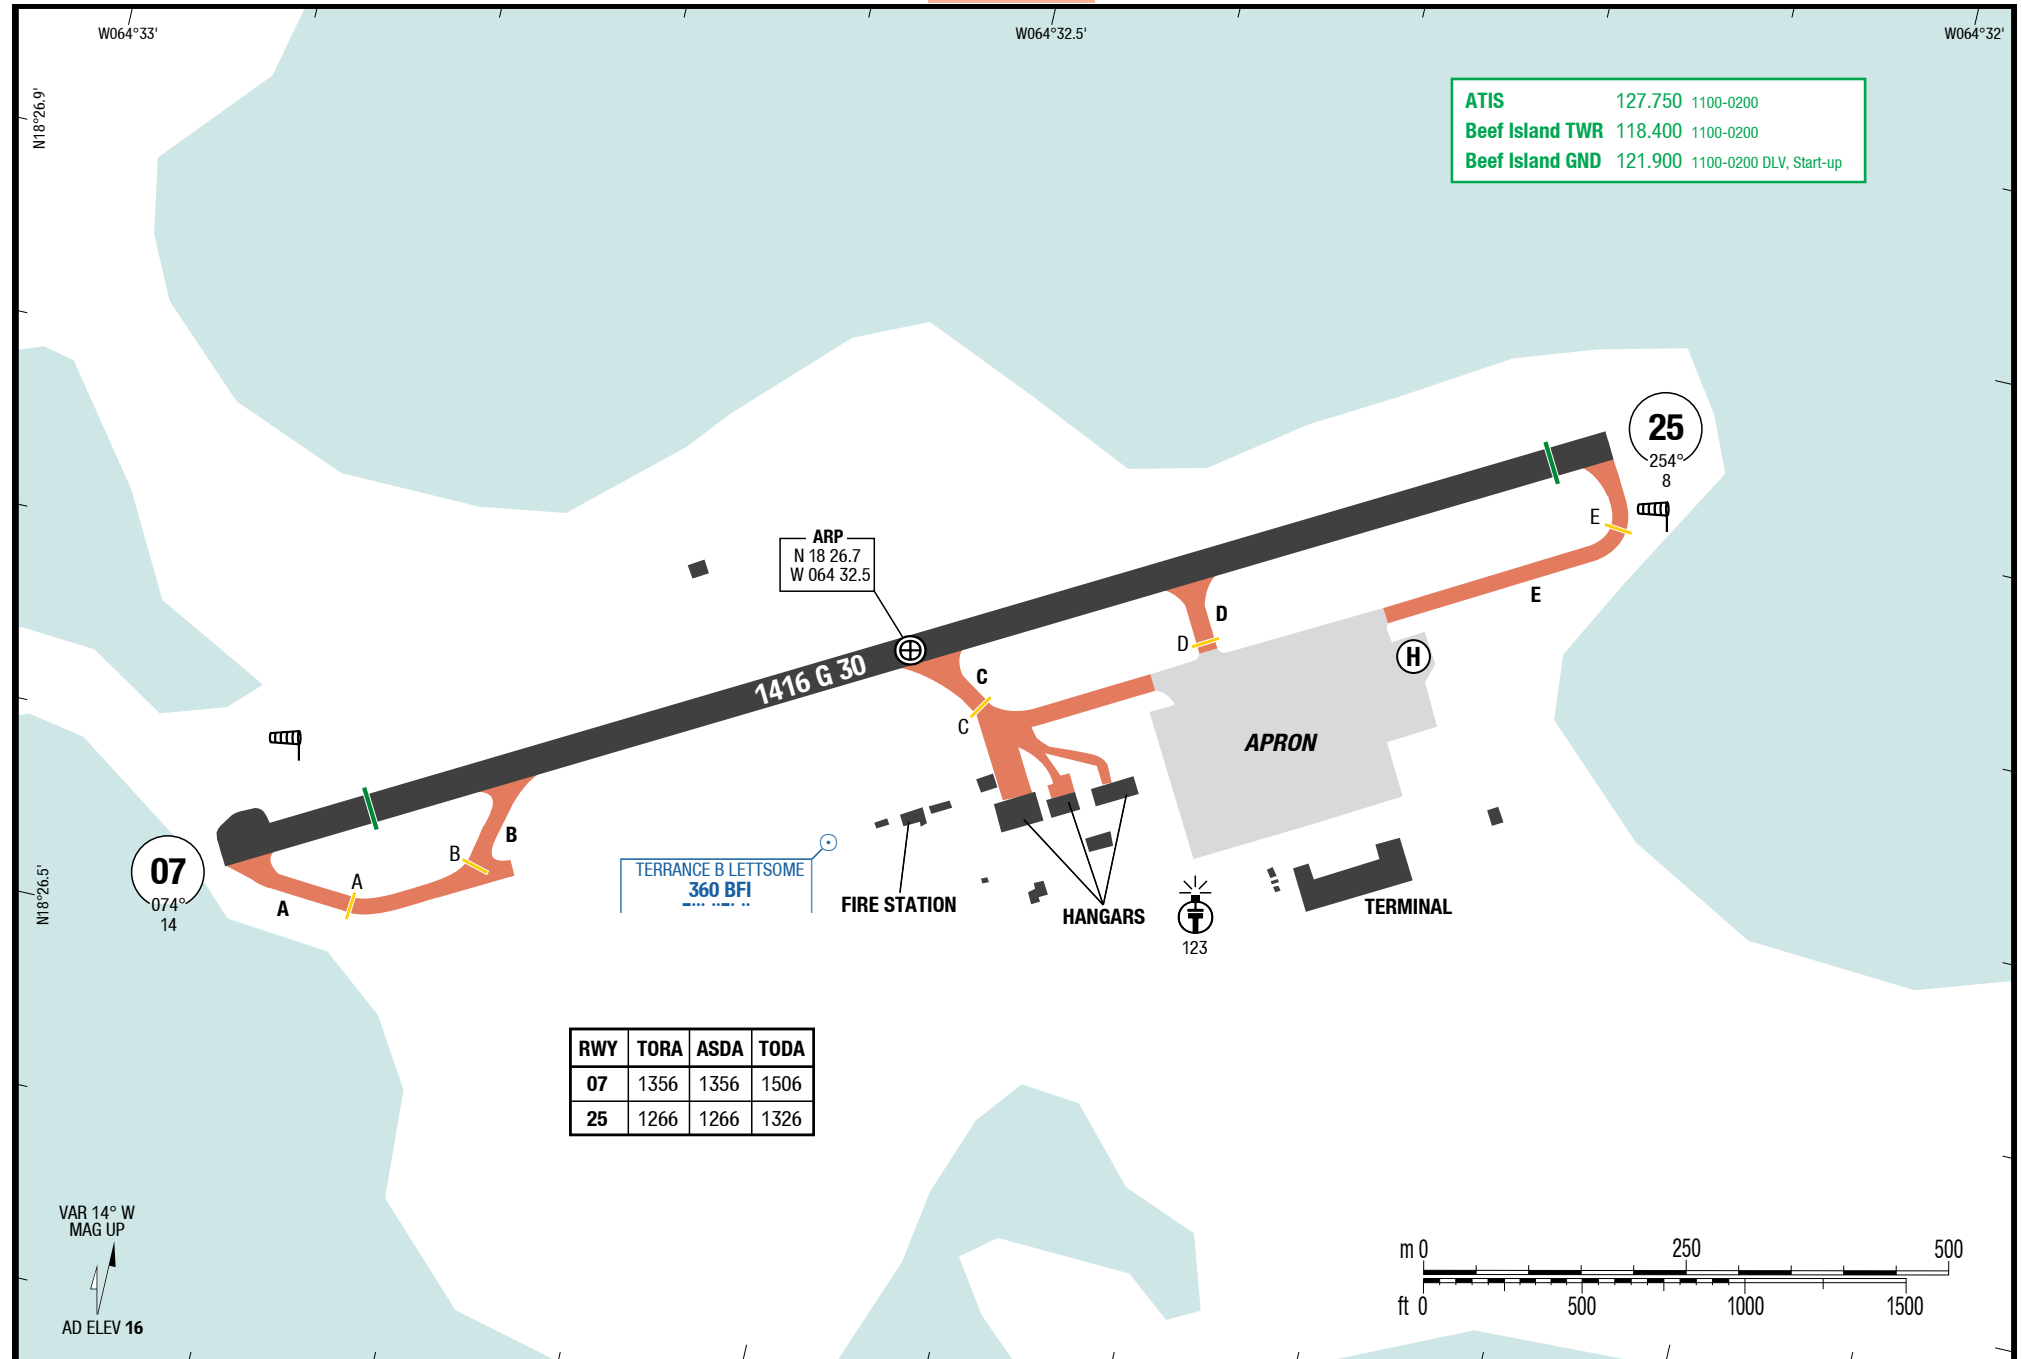 W064°33'
W064°32.5'
W064°32'
N18°26.9'
ATIS 127.750 1100-0200
Beef Island TWR 118.400 1100-0200
Beef Island GND 121.900 1100-0200 DLV, Start-up
25
254°
8
E
E
ARP
N 18 26.7
W 064 32.5
D
D
H
1416 G 30
C
C
APRON
B
B
A
A
07
074°
14
N18°26.5'
TERRANCE B LETTSOME
360 BFI
FIRE STATION
HANGARS
123
TERMINAL
RWY TORA ASDA TODA
07 1356 1356 1506
25 1266 1266 1326
VAR 14° W
MAG UP
AD ELEV 16
m 0 250 500
ft 0 500 1000 1500